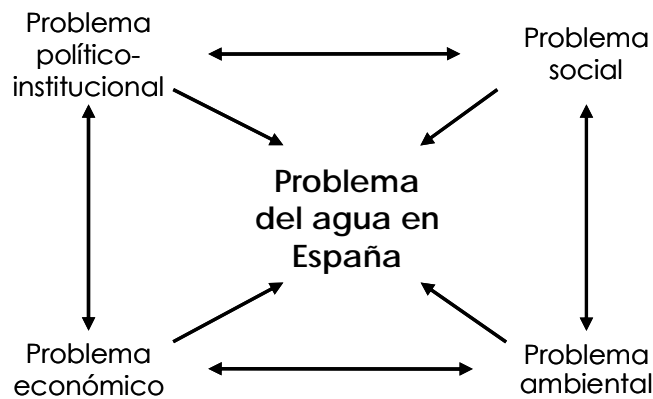 Problema
político-
institucional
Problema
social
Problema
del agua en
España
Problema
económico
Problema
ambiental